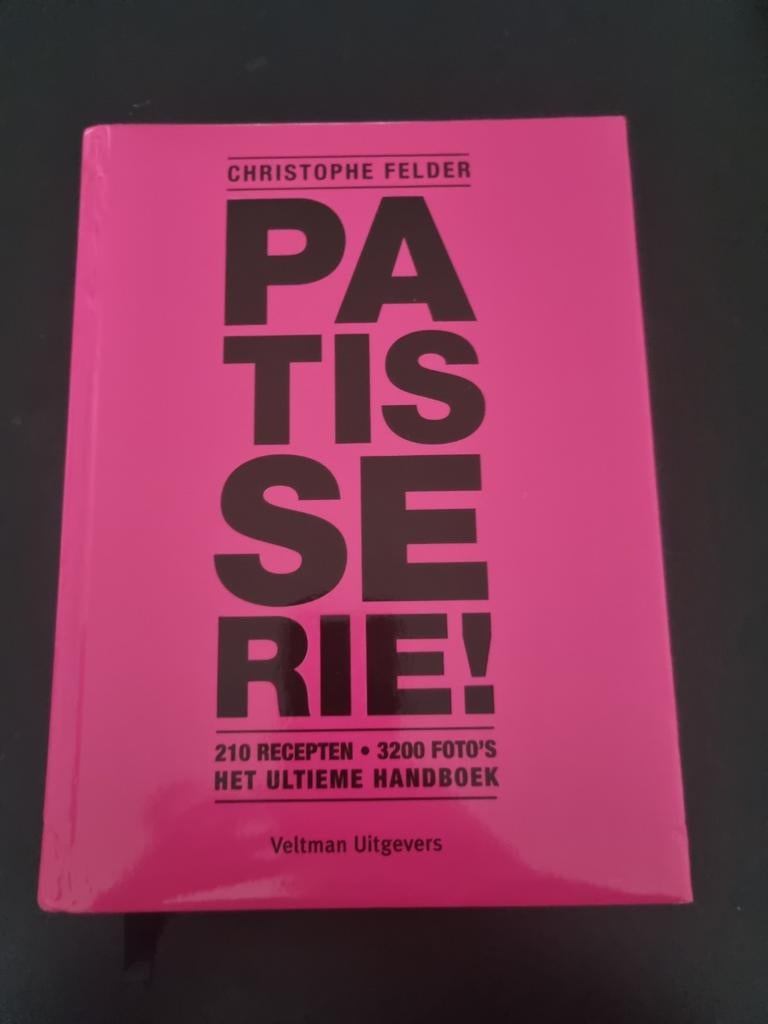 CHRISTOPHE FELDER
PA
TIS
SE
RIE!
210 RECEPTEN • 3200 FOTO'S
HET ULTIEME HANDBOEK
Veltman Uitgevers